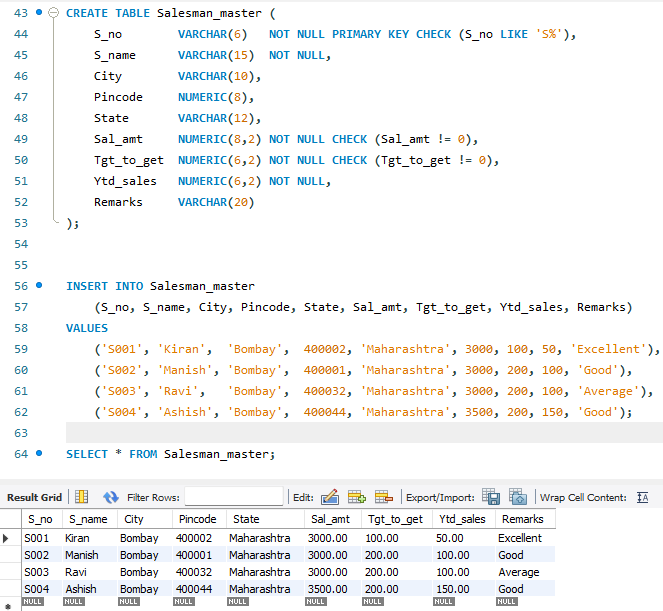 43 CREATE TABLE Salesman_master (
44 S_no VARCHAR(6) NOT NULL PRIMARY KEY CHECK (S_no LIKE 'S%'),
45 S_name VARCHAR(15) NOT NULL,
46 City VARCHAR(10),
47 Pincode NUMERIC(8),
48 State VARCHAR(12),
49 Sal_amt NUMERIC(8,2) NOT NULL CHECK (Sal_amt != 0),
50 Tgt_to_get NUMERIC(6,2) NOT NULL CHECK (Tgt_to_get != 0),
51 Ytd_sales NUMERIC(6,2) NOT NULL,
52 Remarks VARCHAR(20)
53 );
54
55
56 INSERT INTO Salesman_master
57 (S_no, S_name, City, Pincode, State, Sal_amt, Tgt_to_get, Ytd_sales, Remarks)
58 VALUES
59 ('S001', 'Kiran', 'Bombay', 400002, 'Maharashtra', 3000, 100, 50, 'Excellent'),
60 ('S002', 'Manish', 'Bombay', 400001, 'Maharashtra', 3000, 200, 100, 'Good'),
61 ('S003', 'Ravi', 'Bombay', 400032, 'Maharashtra', 3000, 200, 100, 'Average'),
62 ('S004', 'Ashish', 'Bombay', 400044, 'Maharashtra', 3500, 200, 150, 'Good');
63
64 SELECT * FROM Salesman_master;
Result Grid Filter Rows: Edit: Export/Import: Wrap Cell Content:
S_no S_name City Pincode State Sal_amt Tgt_to_get Ytd_sales Remarks
S001 Kiran Bombay 400002 Maharashtra 3000.00 100.00 50.00 Excellent
S002 Manish Bombay 400001 Maharashtra 3000.00 200.00 100.00 Good
S003 Ravi Bombay 400032 Maharashtra 3000.00 200.00 100.00 Average
S004 Ashish Bombay 400044 Maharashtra 3500.00 200.00 150.00 Good
NULL NULL NULL NULL NULL NULL NULL NULL NULL